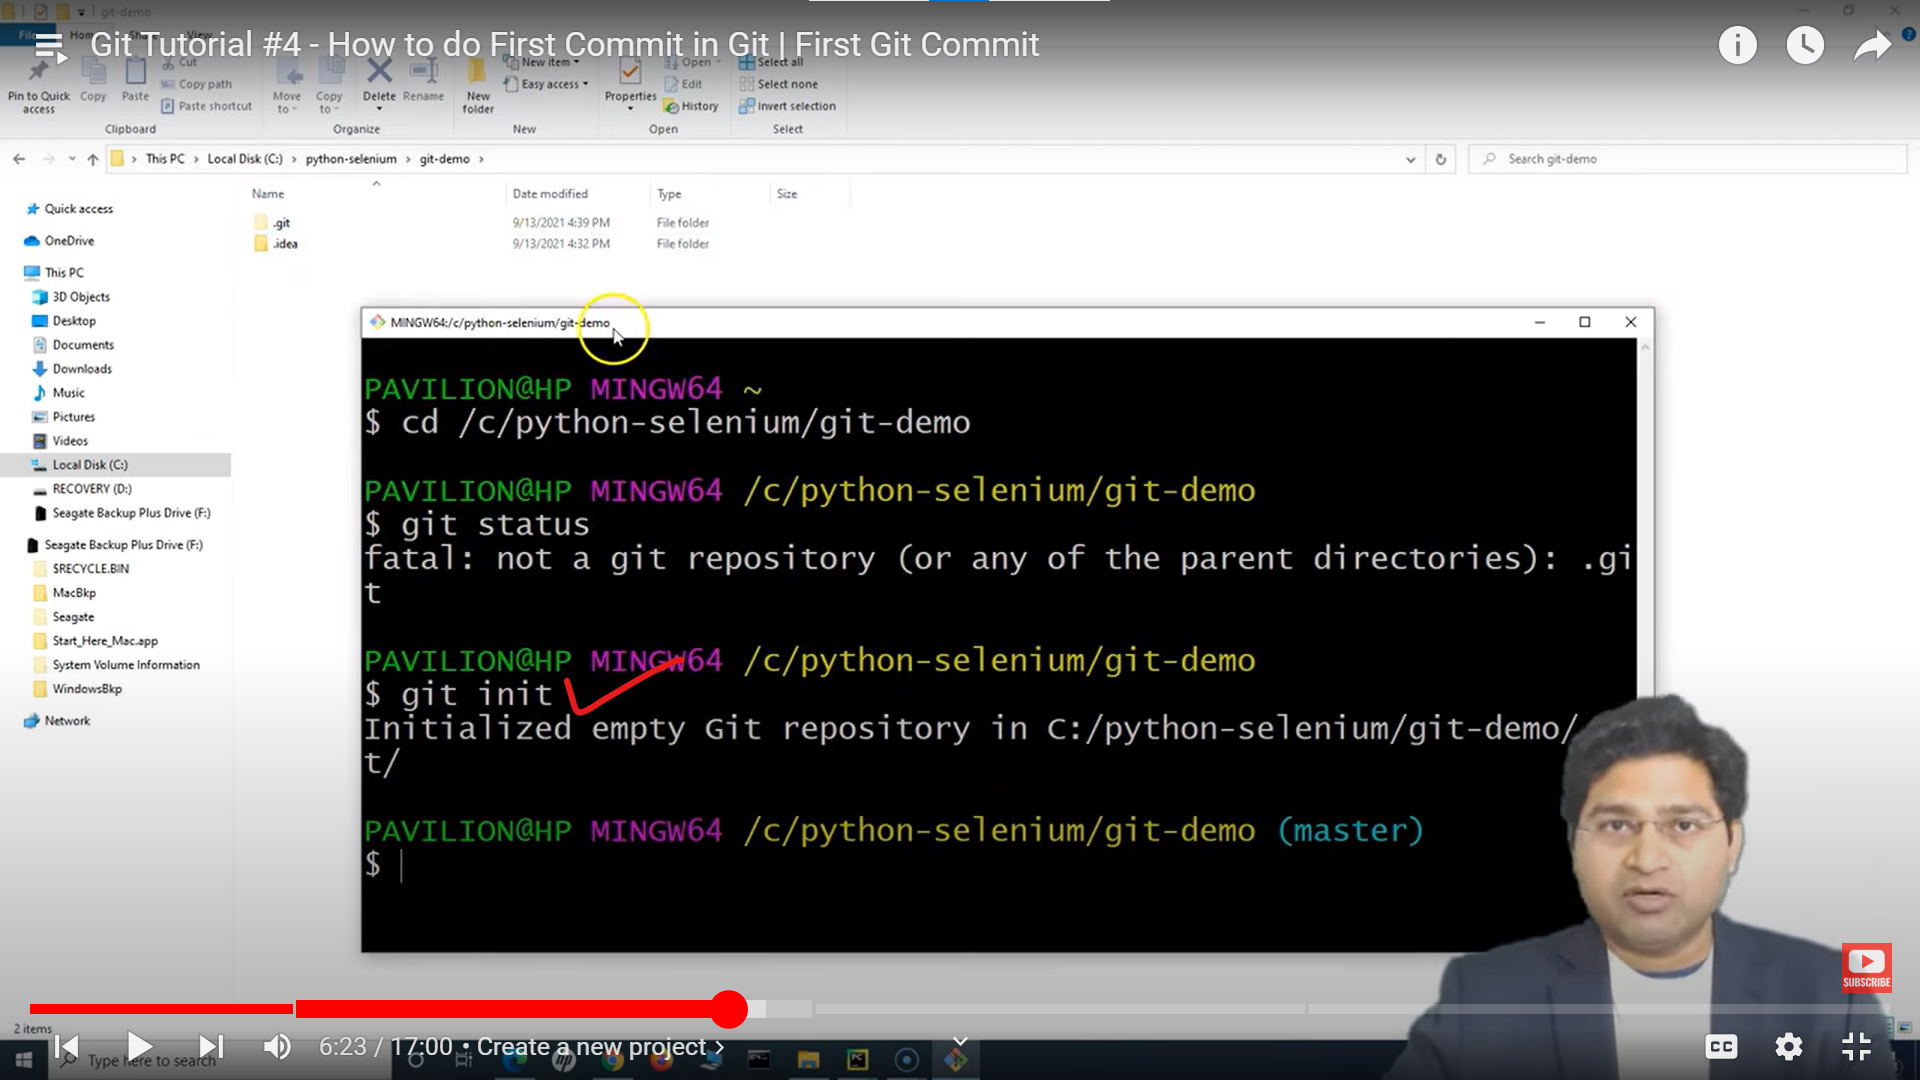 git-demo
File Home Share View
Git Tutorial #4 - How to do First Commit in Git | First Git Commit
Pin to Quick access
Copy
Paste
Cut
Copy path
Paste shortcut
Move to
Copy to
Delete
Rename
New folder
New item
Easy access
Properties
Open
Edit
History
Select all
Select none
Invert selection
Clipboard
Organize
New
Open
Select
This PC > Local Disk (C:) > python-selenium > git-demo >
Search git-demo
Name Date modified Type Size
.git 9/13/2021 4:39 PM File folder
.idea 9/13/2021 4:32 PM File folder
Quick access
OneDrive
This PC
3D Objects
Desktop
Documents
Downloads
Music
Pictures
Videos
Local Disk (C:)
RECOVERY (D:)
Seagate Backup Plus Drive (F:)
Seagate Backup Plus Drive (F:)
$RECYCLE.BIN
MacBkp
Seagate
Start_Here_Mac.app
System Volume Information
WindowsBkp
Network
MINGW64:/c/python-selenium/git-demo
PAVILION@HP MINGW64 ~
$ cd /c/python-selenium/git-demo
PAVILION@HP MINGW64 /c/python-selenium/git-demo
$ git status
fatal: not a git repository (or any of the parent directories): .gi
t
PAVILION@HP MINGW64 /c/python-selenium/git-demo
$ git init
Initialized empty Git repository in C:/python-selenium/git-demo/
t/
PAVILION@HP MINGW64 /c/python-selenium/git-demo (master)
$
SUBSCRIBE
2 items
6:23 / 17:00 • Create a new project >
Type here to search
CC